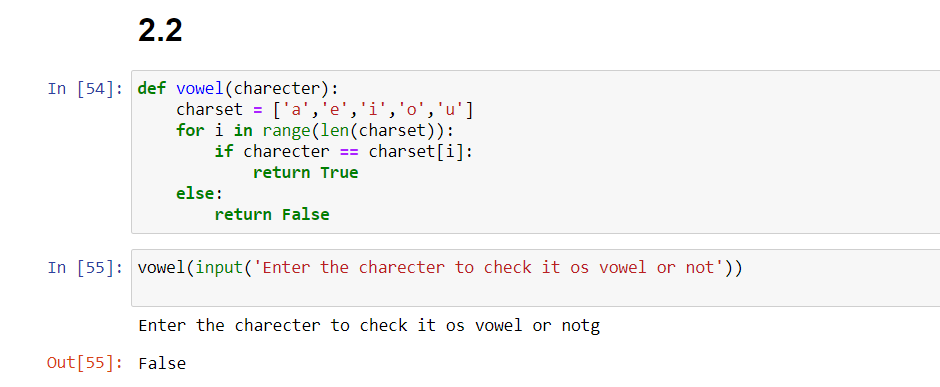 2.2
In [54]: def vowel(charecter):
    charset = ['a','e','i','o','u']
    for i in range(len(charset)):
        if charecter == charset[i]:
            return True
    else:
        return False
In [55]: vowel(input('Enter the charecter to check it os vowel or not'))
Enter the charecter to check it os vowel or notg
Out[55]: False